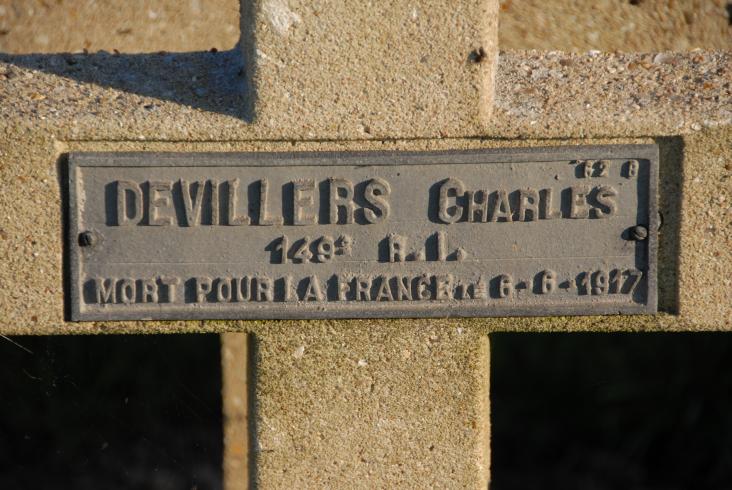 DEVILLERS CHARLES
149E R.I.
MORT POUR LA FRANCE LE 6-6-1917